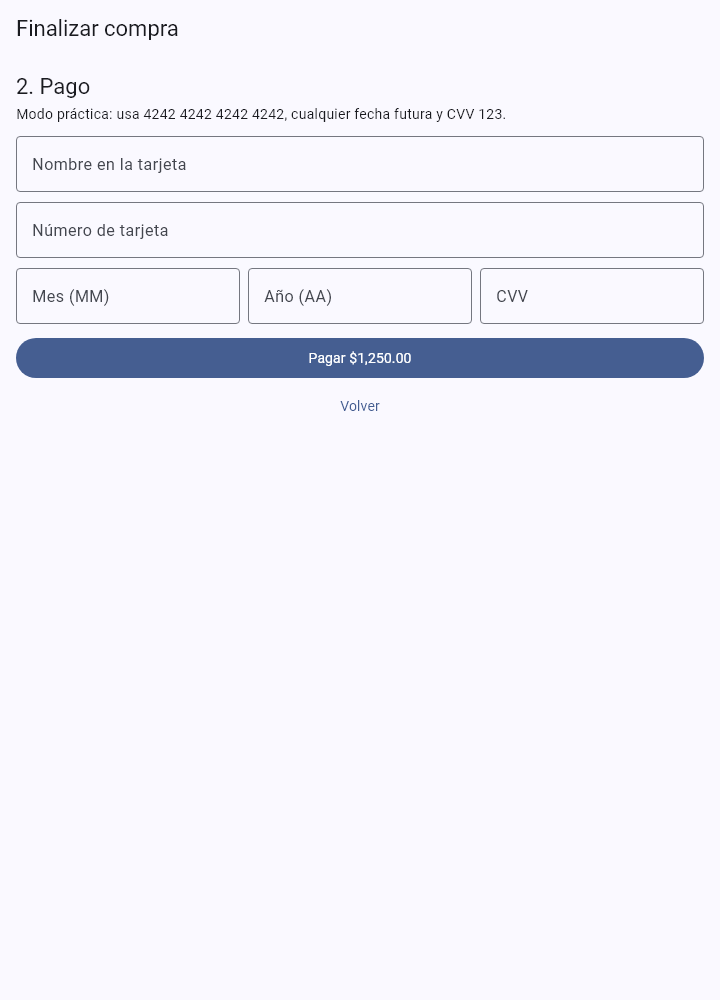 Finalizar compra
2. Pago
Modo práctica: usa 4242 4242 4242 4242, cualquier fecha futura y CVV 123.
Nombre en la tarjeta
Número de tarjeta
Mes (MM) Año (AA) CVV
Pagar $1,250.00
Volver